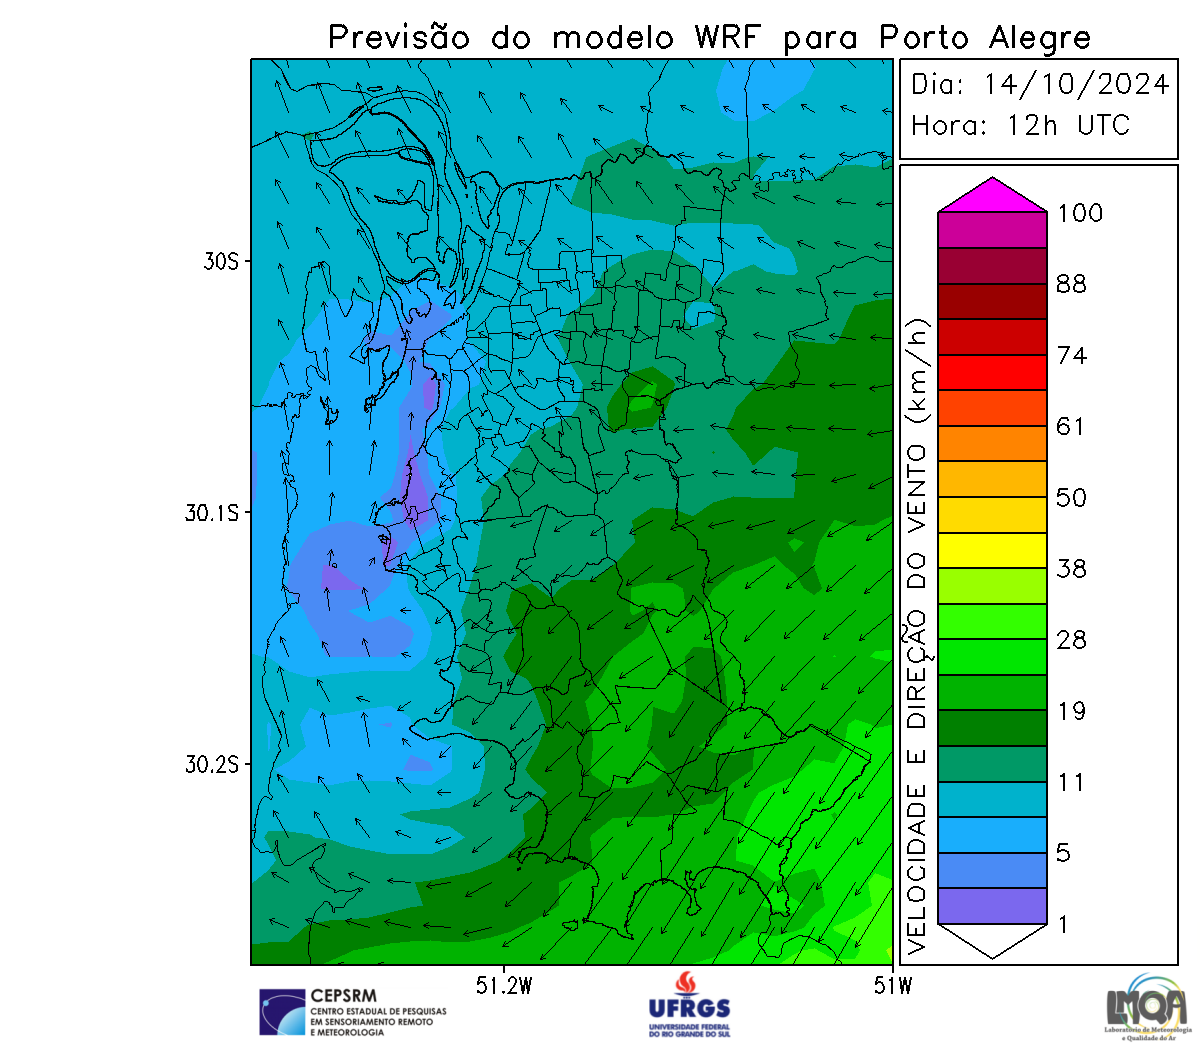 Previsão do modelo WRF para Porto Alegre
Dia: 14/10/2024
Hora: 12h UTC
VELOCIDADE E DIREÇÃO DO VENTO (km/h)
100
88
74
61
50
38
28
19
11
5
1
30S
30.1S
30.2S
51.2W
51W
CEPSRM
CENTRO ESTADUAL DE PESQUISAS
EM SENSORIAMENTO REMOTO
E METEOROLOGIA
UFRGS
UNIVERSIDADE FEDERAL
DO RIO GRANDE DO SUL
LMQA
Laboratório de Meteorologia
e Qualidade do Ar